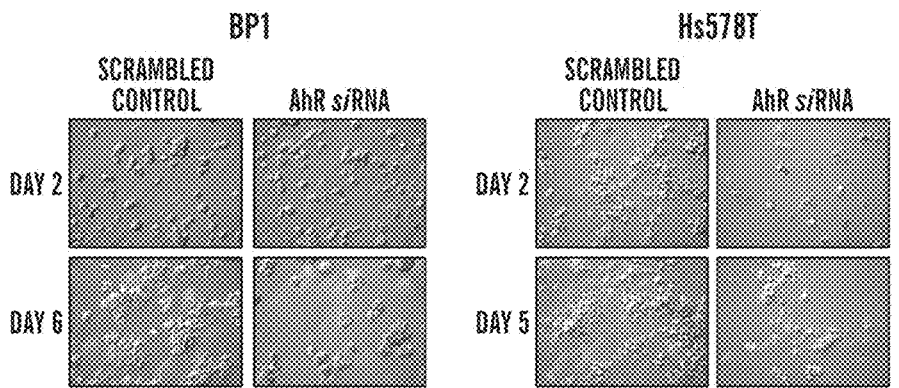 BP1
Hs578T
SCRAMBLED
CONTROL
AhR siRNA
SCRAMBLED
CONTROL
AhR siRNA
DAY 2
DAY 2
DAY 6
DAY 5